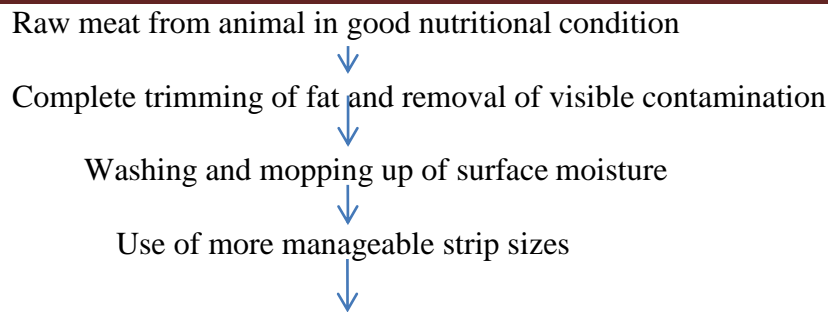 Raw meat from animal in good nutritional condition
Complete trimming of fat and removal of visible contamination
Washing and mopping up of surface moisture
Use of more manageable strip sizes